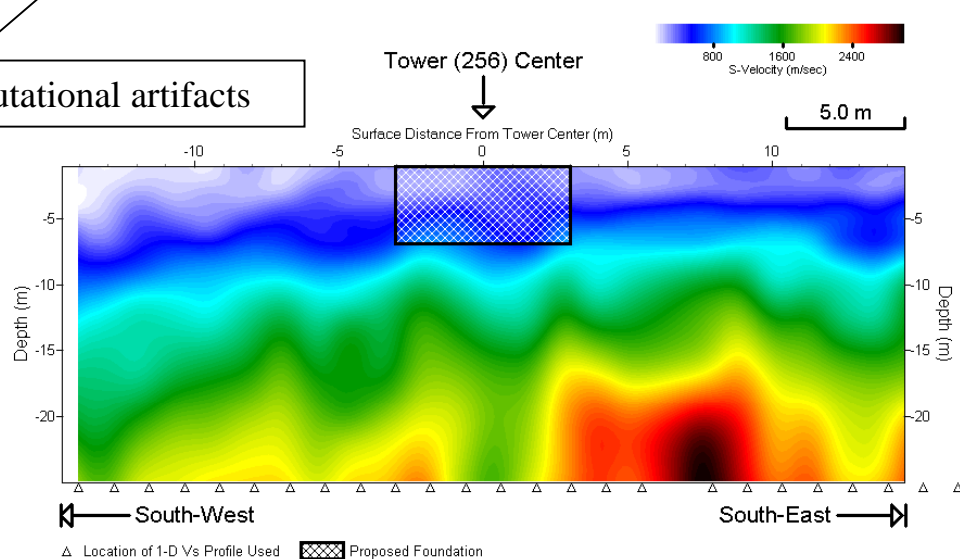 800 1600 2400
S-Velocity (m/sec)
Tower (256) Center
artifacts
5.0 m
Surface Distance From Tower Center (m)
-10 -5 0 5 10
-5 -5
-10 -10
-15 -15
-20 -20
Depth (m)
Depth (m)
South-West South-East
Location of 1-D Vs Profile Used Proposed Foundation